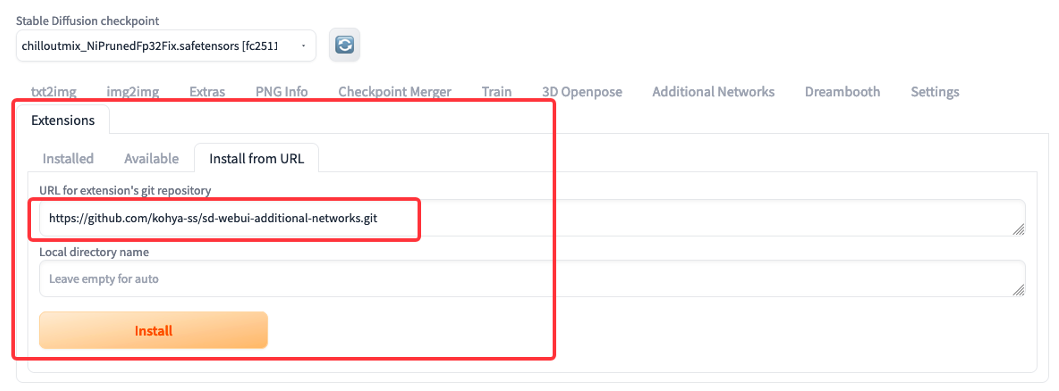 Stable Diffusion checkpoint
chilloutmix_NiPrunedFp32Fix.safetensors [fc2511
txt2img img2img Extras PNG Info Checkpoint Merger Train 3D Openpose Additional Networks Dreambooth Settings
Extensions
Installed Available Install from URL
URL for extension's git repository
https://github.com/kohya-ss/sd-webui-additional-networks.git
Local directory name
Leave empty for auto
Install